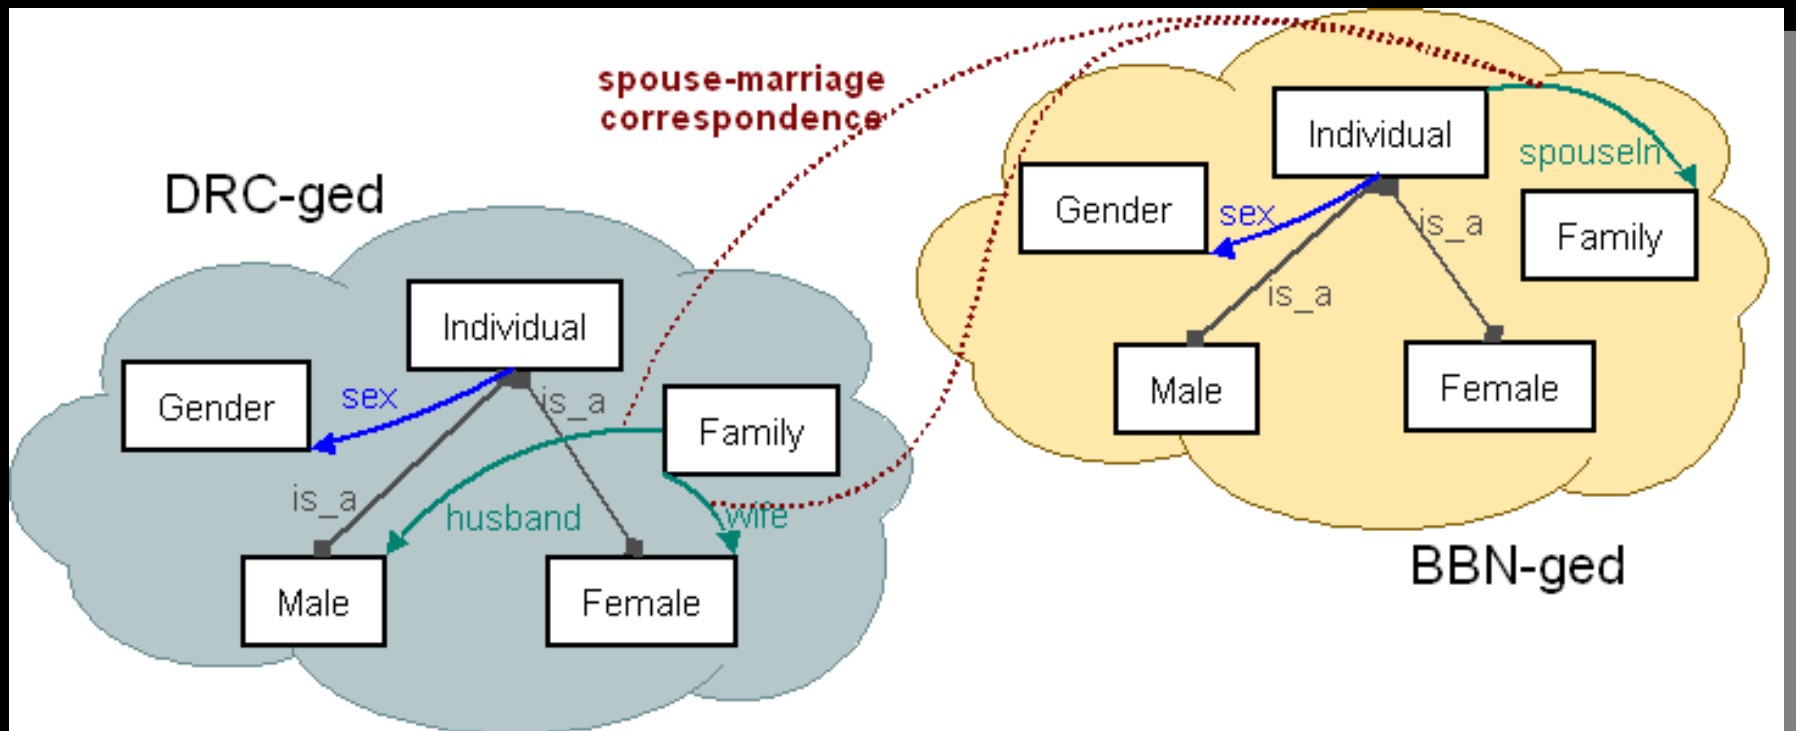 spouse-marriage
correspondence
DRC-ged
Individual
Gender
sex
is_a
Family
is_a
husband
wife
Male
Female
Individual
spouseIn
Gender
sex
is_a
Family
is_a
Male
Female
BBN-ged